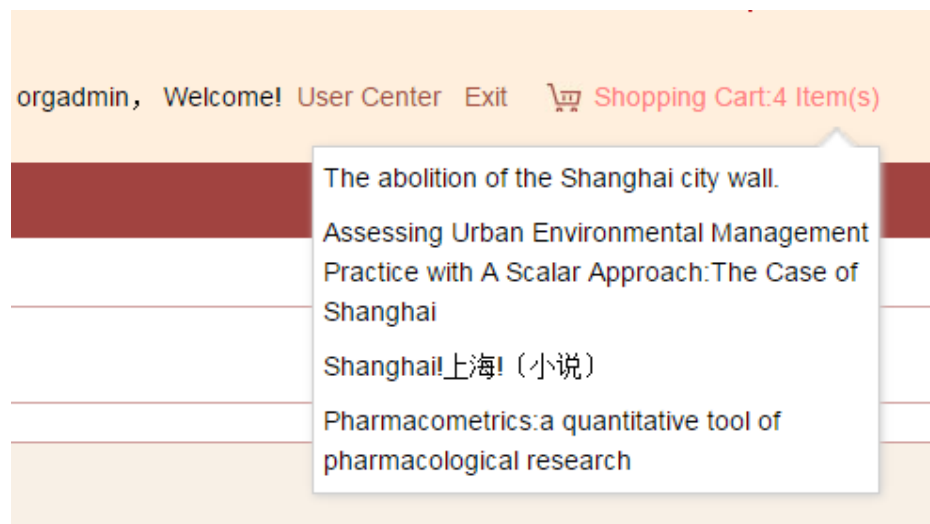 orgadmin， Welcome! User Center Exit Shopping Cart:4 Item(s)
The abolition of the Shanghai city wall.
Assessing Urban Environmental Management
Practice with A Scalar Approach:The Case of
Shanghai
Shanghai!上海!〔小说〕
Pharmacometrics:a quantitative tool of
pharmacological research